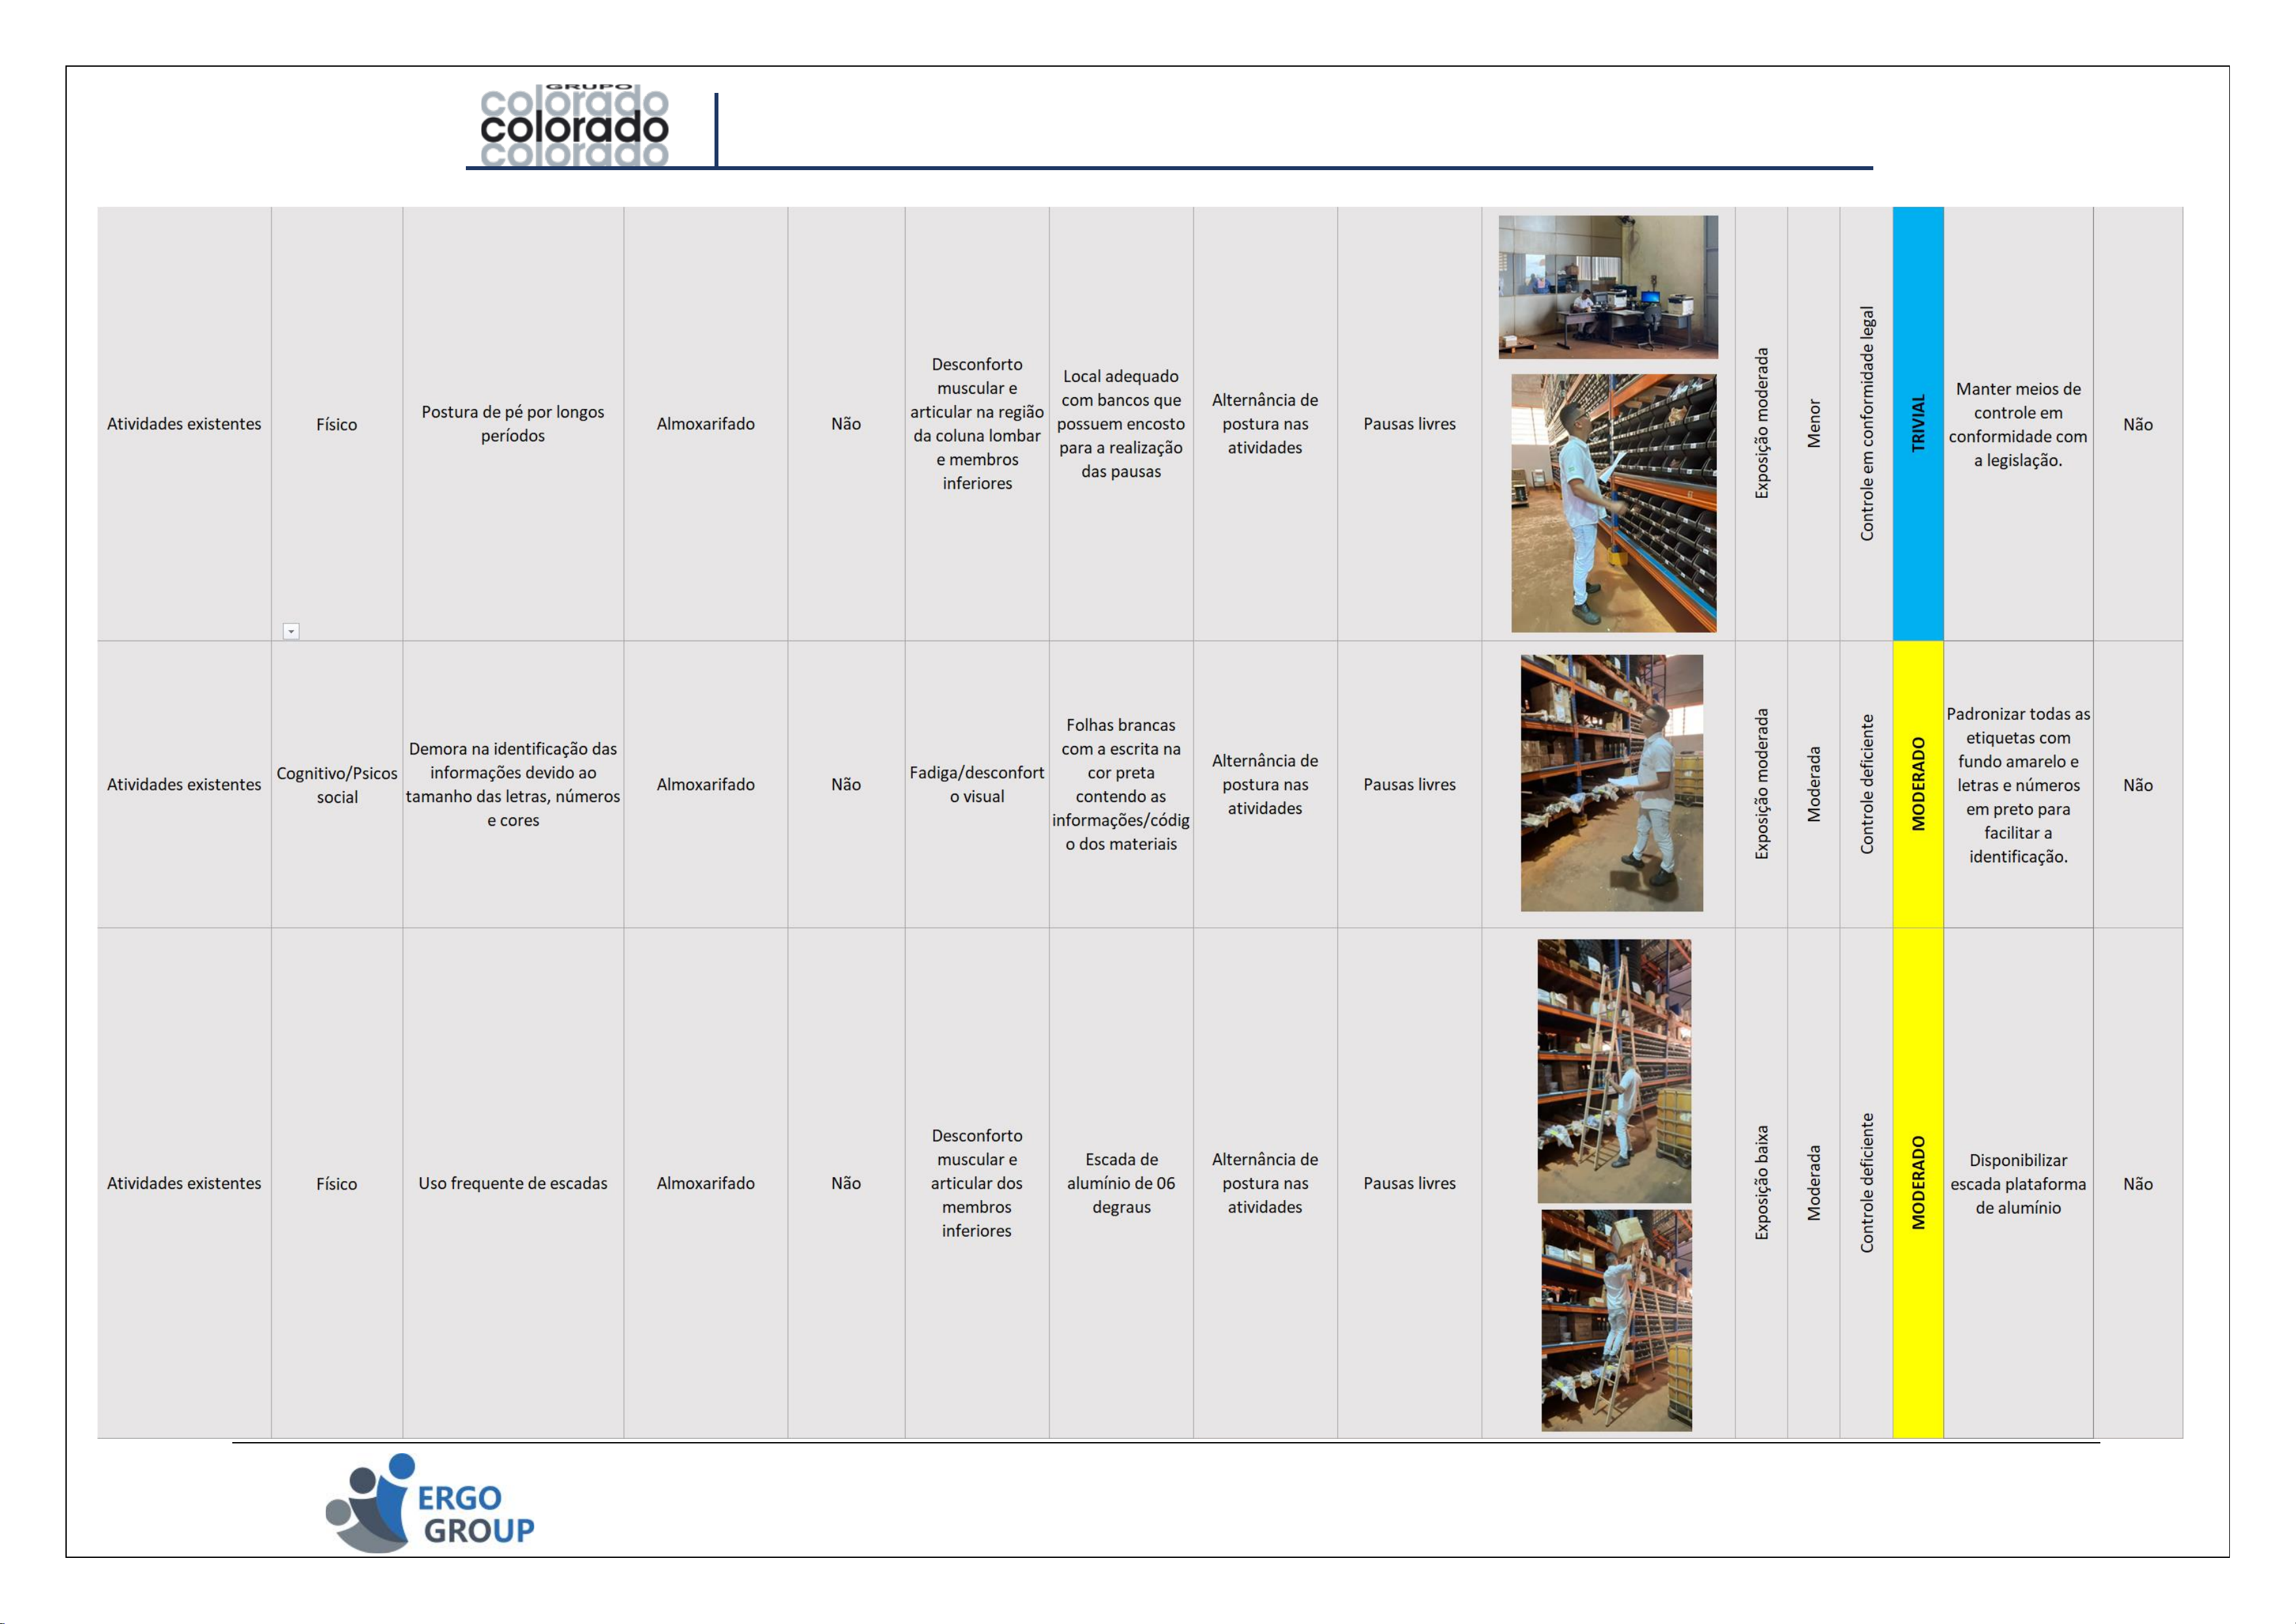 GRUPO
colorado
colorado
colorado
Atividades existentes
Físico
Postura de pé por longos
períodos
Almoxarifado
Não
Desconforto
muscular e
articular na região
da coluna lombar
e membros
inferiores
Local adequado
com bancos que
possuem encosto
para a realização
das pausas
Alternância de
postura nas
atividades
Pausas livres
Exposição moderada
Menor
Controle em conformidade legal
TRIVIAL
Manter meios de
controle em
conformidade com
a legislação.
Não
Atividades existentes
Cognitivo/Psicos
social
Demora na identificação das
informações devido ao
tamanho das letras, números
e cores
Almoxarifado
Não
Fadiga/desconfort
o visual
Folhas brancas
com a escrita na
cor preta
contendo as
informações/códig
o dos materiais
Alternância de
postura nas
atividades
Pausas livres
Exposição moderada
Moderada
Controle deficiente
MODERADO
Padronizar todas as
etiquetas com
fundo amarelo e
letras e números
em preto para
facilitar a
identificação.
Não
Atividades existentes
Físico
Uso frequente de escadas
Almoxarifado
Não
Desconforto
muscular e
articular dos
membros
inferiores
Escada de
alumínio de 06
degraus
Alternância de
postura nas
atividades
Pausas livres
Exposição baixa
Moderada
Controle deficiente
MODERADO
Disponibilizar
escada plataforma
de alumínio
Não
ERGO
GROUP